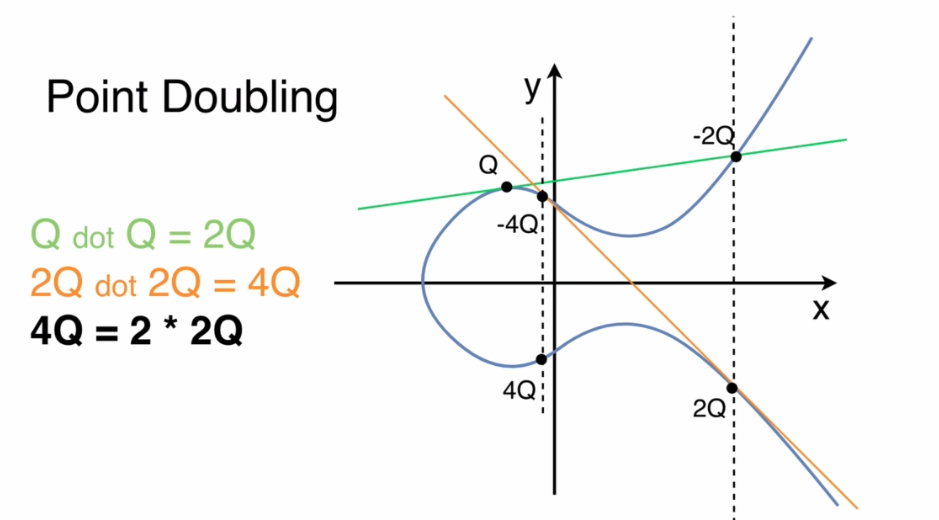 Point Doubling
Q dot Q = 2Q
2Q dot 2Q = 4Q
4Q = 2 * 2Q
y
-2Q
Q
-4Q
x
4Q
2Q